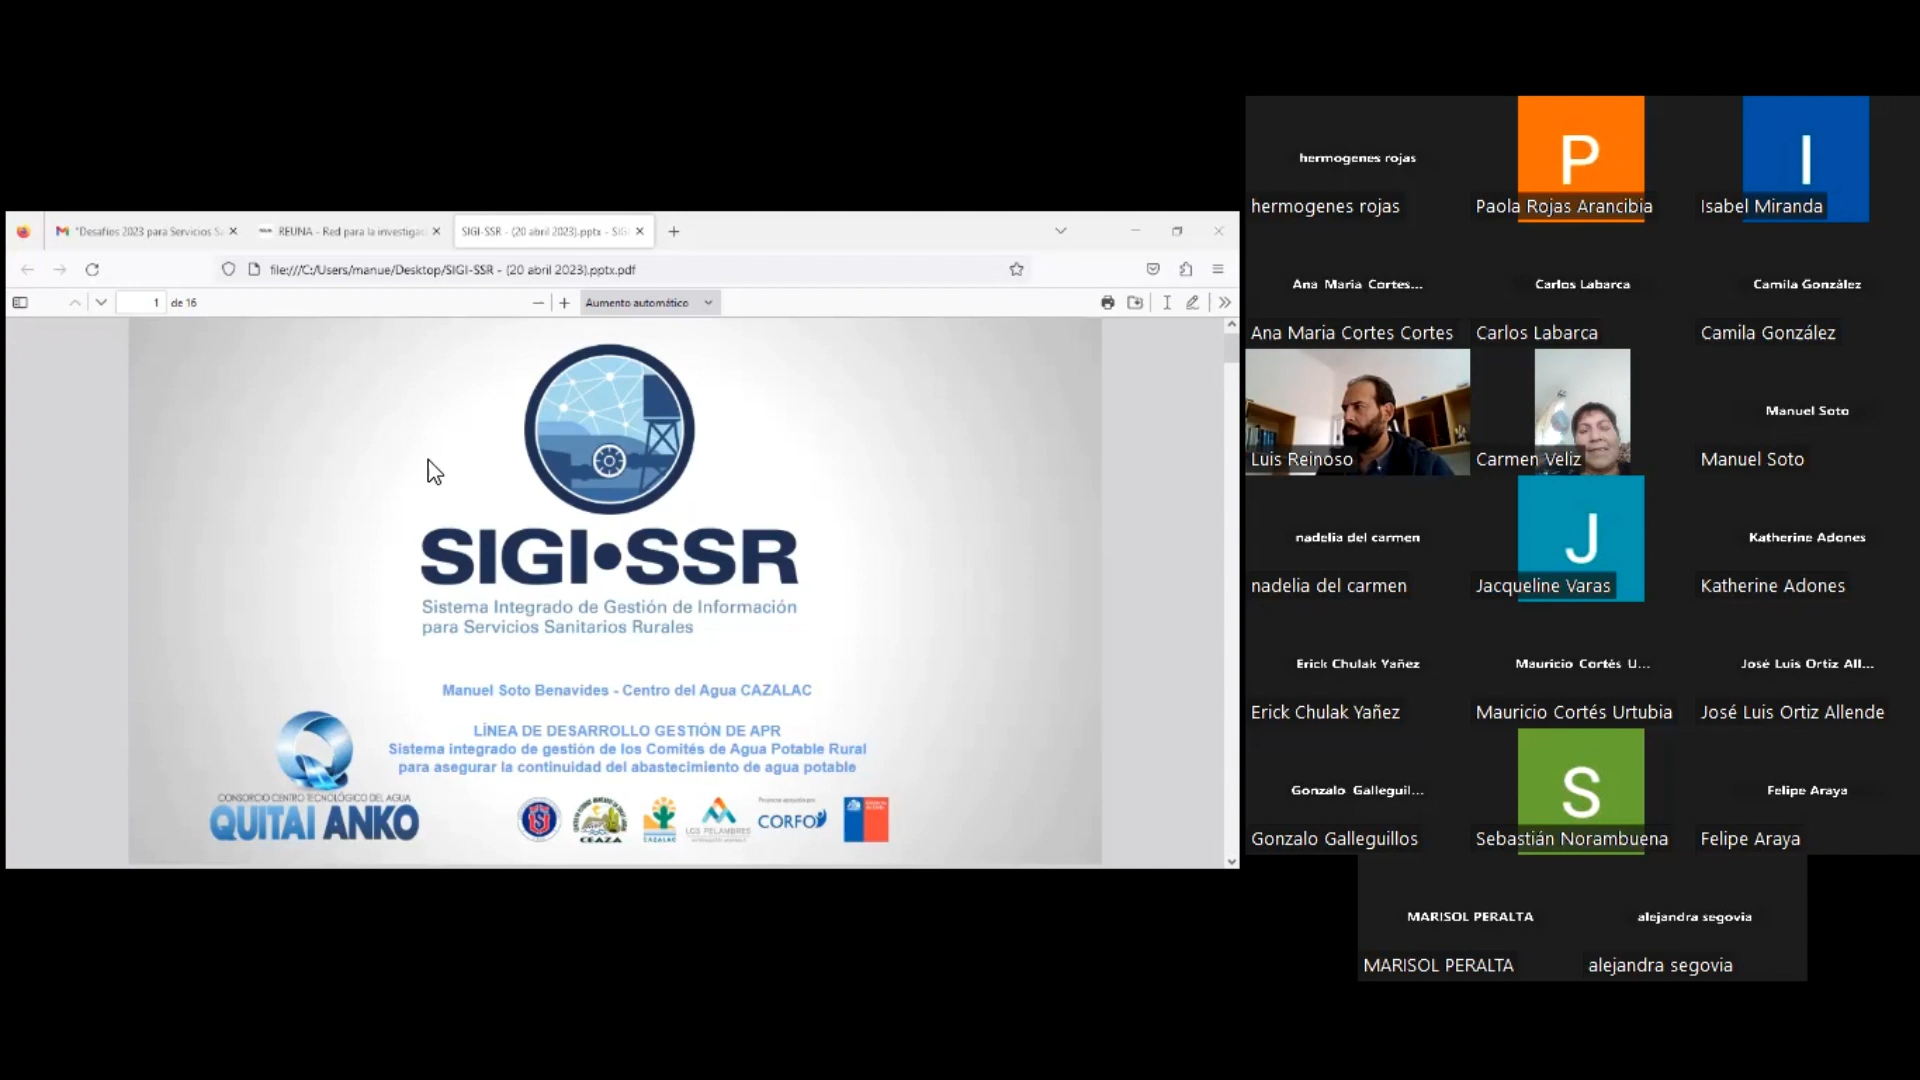 "Desafíos 2023 para Servicios Sa
REUNA - Red para la investigac
SIGI-SSR - (20 abril 2023).pptx - SIG
file:///C:/Users/manue/Desktop/SIGI-SSR - (20 abril 2023).pptx.pdf
1 de 16
Aumento automático
SIGI•SSR
Sistema Integrado de Gestión de Información
para Servicios Sanitarios Rurales
Manuel Soto Benavides - Centro del Agua CAZALAC
LÍNEA DE DESARROLLO GESTIÓN DE APR
Sistema integrado de gestión de los Comités de Agua Potable Rural
para asegurar la continuidad del abastecimiento de agua potable
CONSORCIO CENTRO TECNOLÓGICO DEL AGUA
QUITAI ANKO
CEAZA
CAZALAC
LOS PELAMBRES
Proyecto apoyado por
CORFO
hermogenes rojas
hermogenes rojas
P
Paola Rojas Arancibia
I
Isabel Miranda
Ana Maria Cortes...
Ana Maria Cortes Cortes
Carlos Labarca
Carlos Labarca
Camila González
Camila González
Luis Reinoso
Carmen Veliz
Manuel Soto
Manuel Soto
nadelia del carmen
nadelia del carmen
J
Jacqueline Varas
Katherine Adones
Katherine Adones
Erick Chulak Yañez
Erick Chulak Yañez
Mauricio Cortés U...
Mauricio Cortés Urtubia
José Luis Ortiz All...
José Luis Ortiz Allende
Gonzalo Galleguil...
Gonzalo Galleguillos
S
Sebastián Norambuena
Felipe Araya
Felipe Araya
MARISOL PERALTA
MARISOL PERALTA
alejandra segovia
alejandra segovia